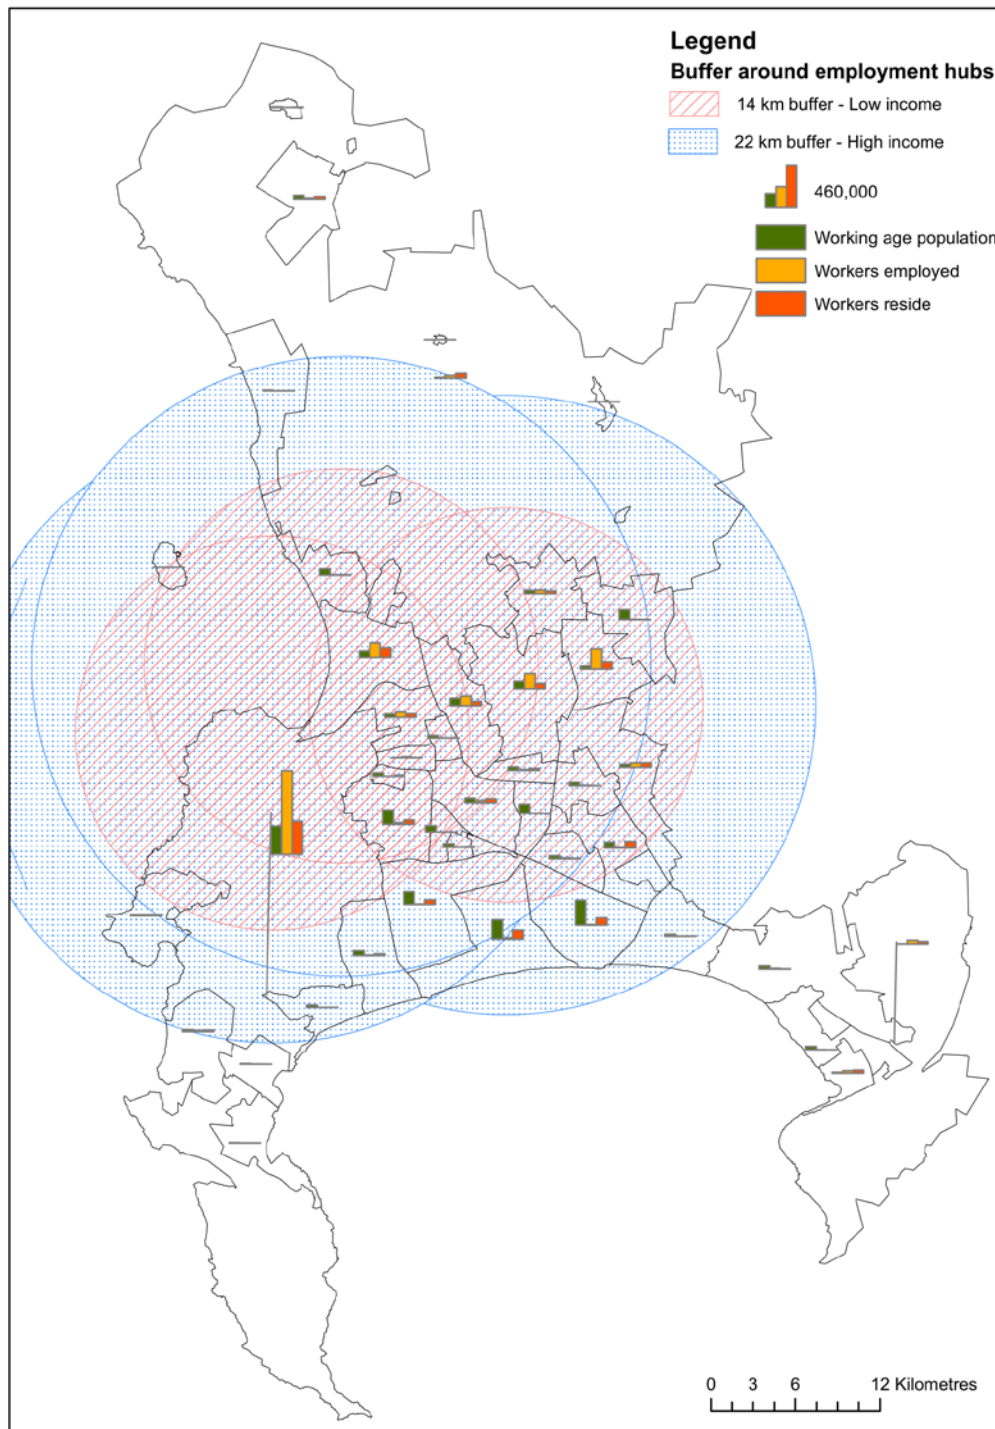 Legend
Buffer around employment hubs
14 km buffer - Low income
22 km buffer - High income
460,000
Working age population
Workers employed
Workers reside
0 3 6 12 Kilometres